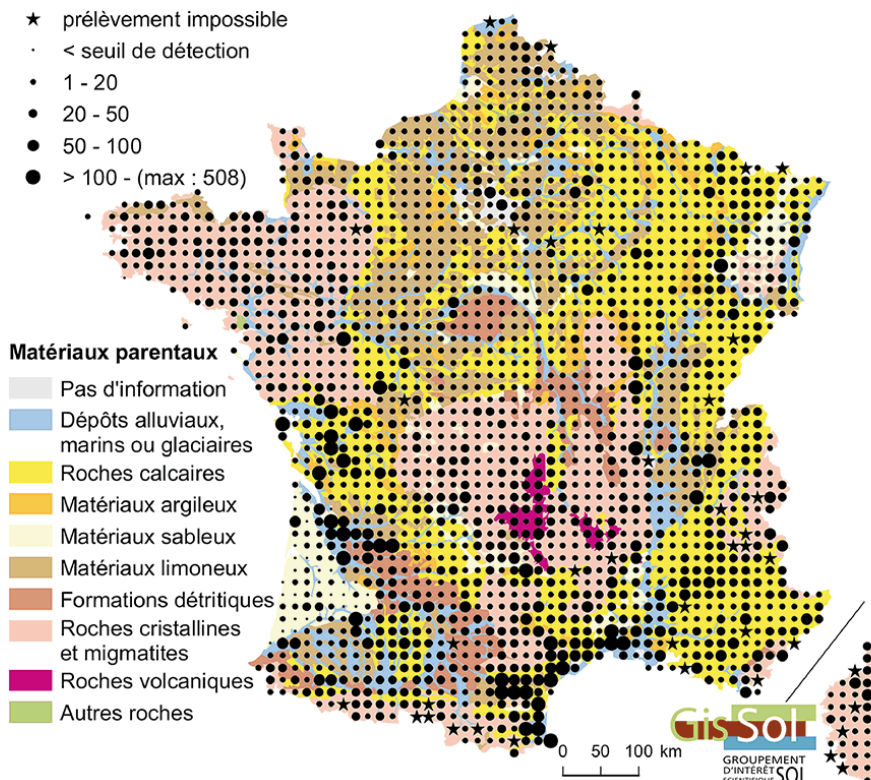 prélèvement impossible
< seuil de détection
1 - 20
20 - 50
50 - 100
> 100 - (max : 508)
Matériaux parentaux
Pas d'information
Dépôts alluviaux,
marins ou glaciaires
Roches calcaires
Matériaux argileux
Matériaux sableux
Matériaux limoneux
Formations détritiques
Roches cristallines
et migmatites
Roches volcaniques
Autres roches
0 50 100 km
GisSol
GROUPEMENT
D'INTÉRÊT
SCIENTIFIQUE SOL